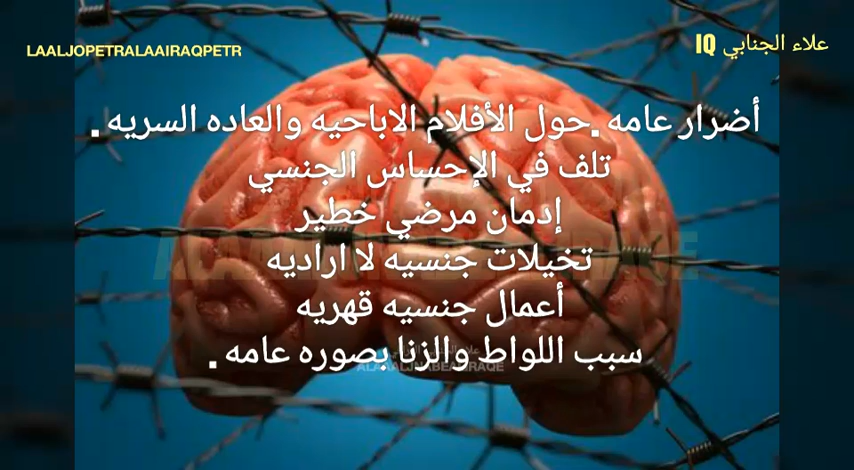 LAALJOPETRALAAIRAQPETR
علاء الجنابي IQ
أضرار عامه .حول الأفلام الاباحيه والعاده السريه .
تلف في الإحساس الجنسي
إدمان مرضي خطير
تخيلات جنسيه لا اراديه
أعمال جنسيه قهريه
سبب اللواط والزنا بصوره عامه .